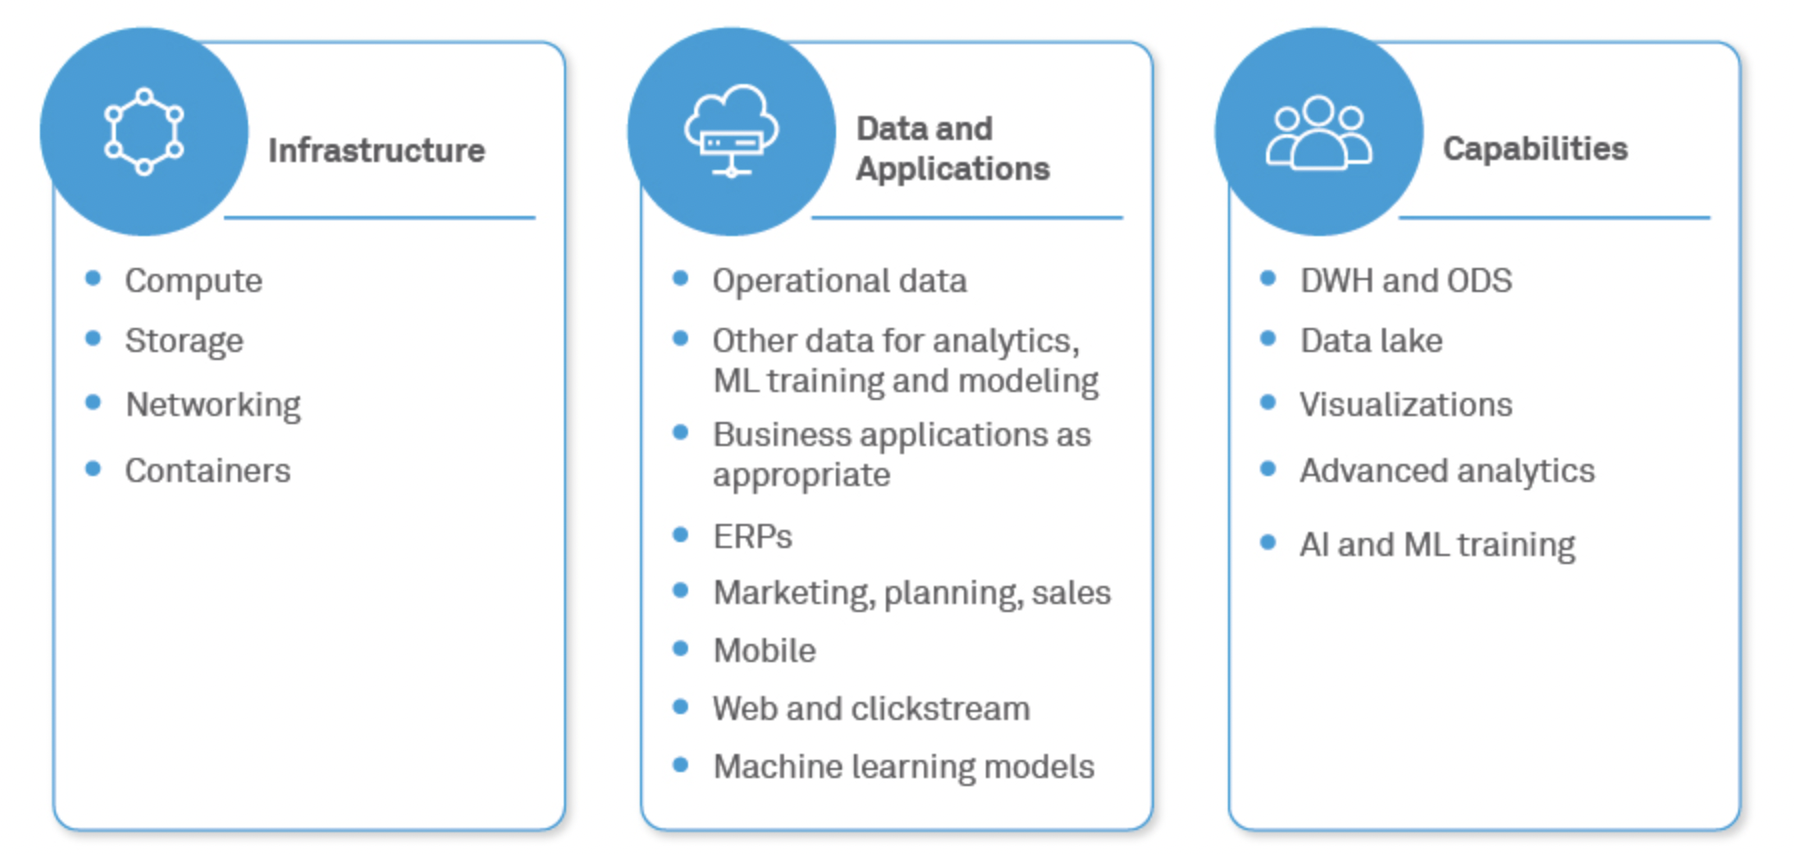 Infrastructure
Compute
Storage
Networking
Containers
Data and
Applications
Operational data
Other data for analytics,
ML training and modeling
Business applications as
appropriate
ERPs
Marketing, planning, sales
Mobile
Web and clickstream
Machine learning models
Capabilities
DWH and ODS
Data lake
Visualizations
Advanced analytics
AI and ML training